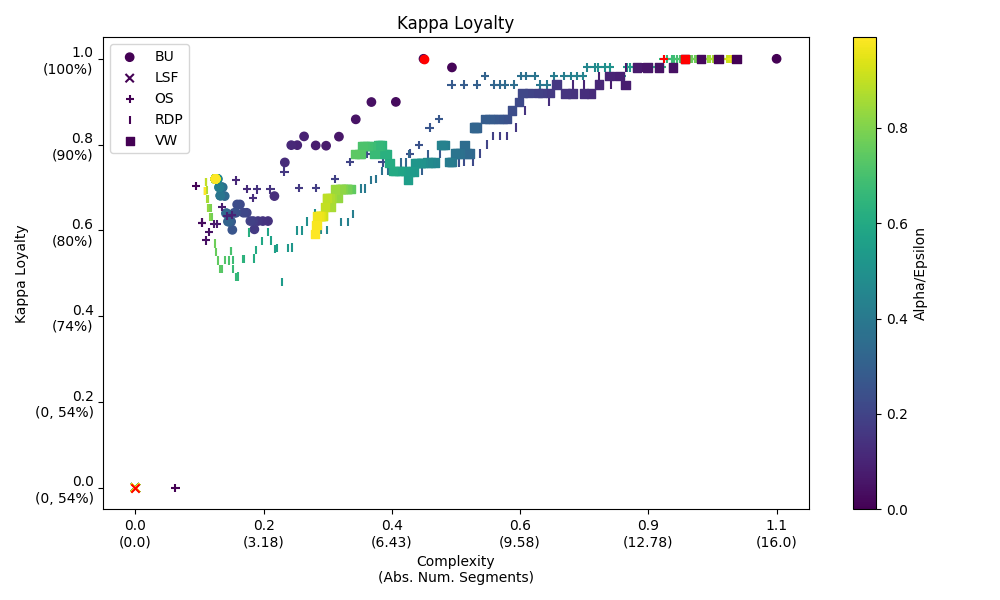 Kappa Loyalty
BU
LSF
OS
RDP
VW
Kappa Loyalty
1.0
(100%)
0.8
(90%)
0.6
(80%)
0.4
(74%)
0.2
(0, 54%)
0.0
(0, 54%)
0.0
(0.0)
0.2
(3.18)
0.4
(6.43)
0.6
(9.58)
0.9
(12.78)
1.1
(16.0)
Complexity
(Abs. Num. Segments)
0.8
0.6
0.4
0.2
0.0
Alpha/Epsilon